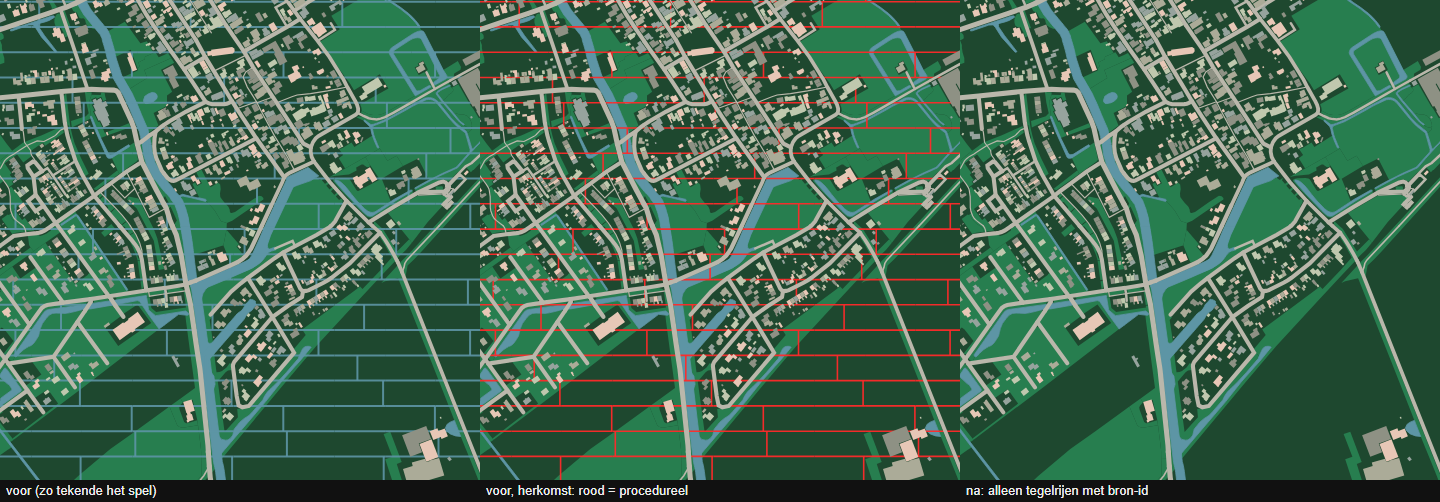 voor (zo tekende het spel)
voor, herkomst: rood = procedureel
na: alleen tegelrijen met bron-id